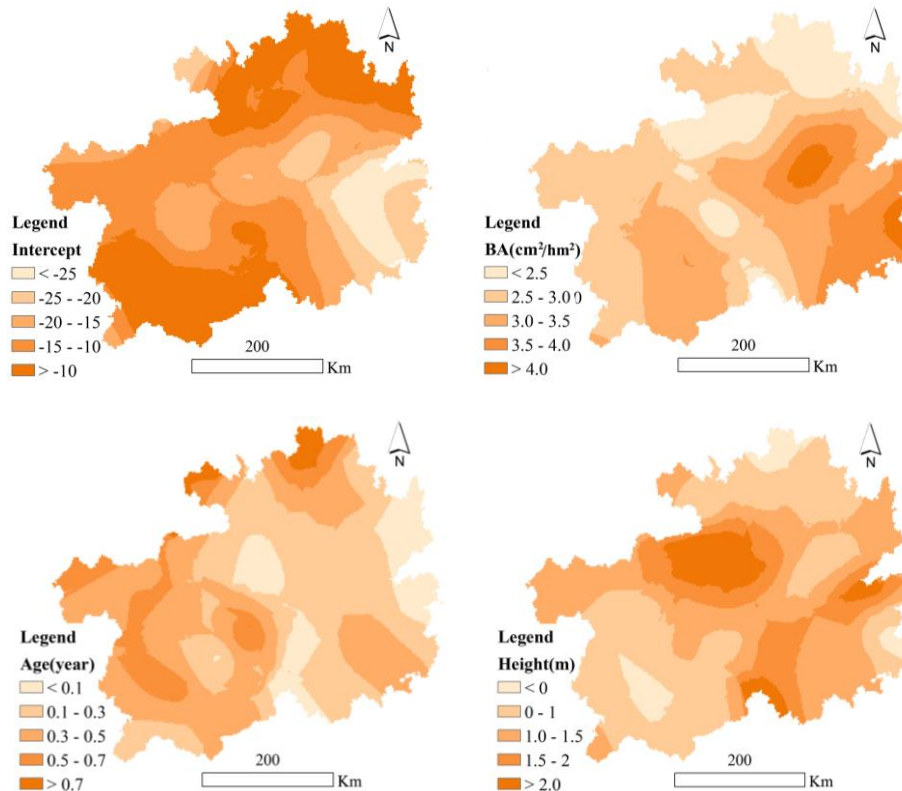 N
Legend
Intercept
< -25
-25 - -20
-20 - -15
-15 - -10
> -10
200
Km
N
Legend
BA(cm²/hm²)
< 2.5
2.5 - 3.00
3.0 - 3.5
3.5 - 4.0
> 4.0
200
Km
N
Legend
Age(year)
< 0.1
0.1 - 0.3
0.3 - 0.5
0.5 - 0.7
> 0.7
200
Km
N
Legend
Height(m)
< 0
0 - 1
1.0 - 1.5
1.5 - 2
> 2.0
200
Km